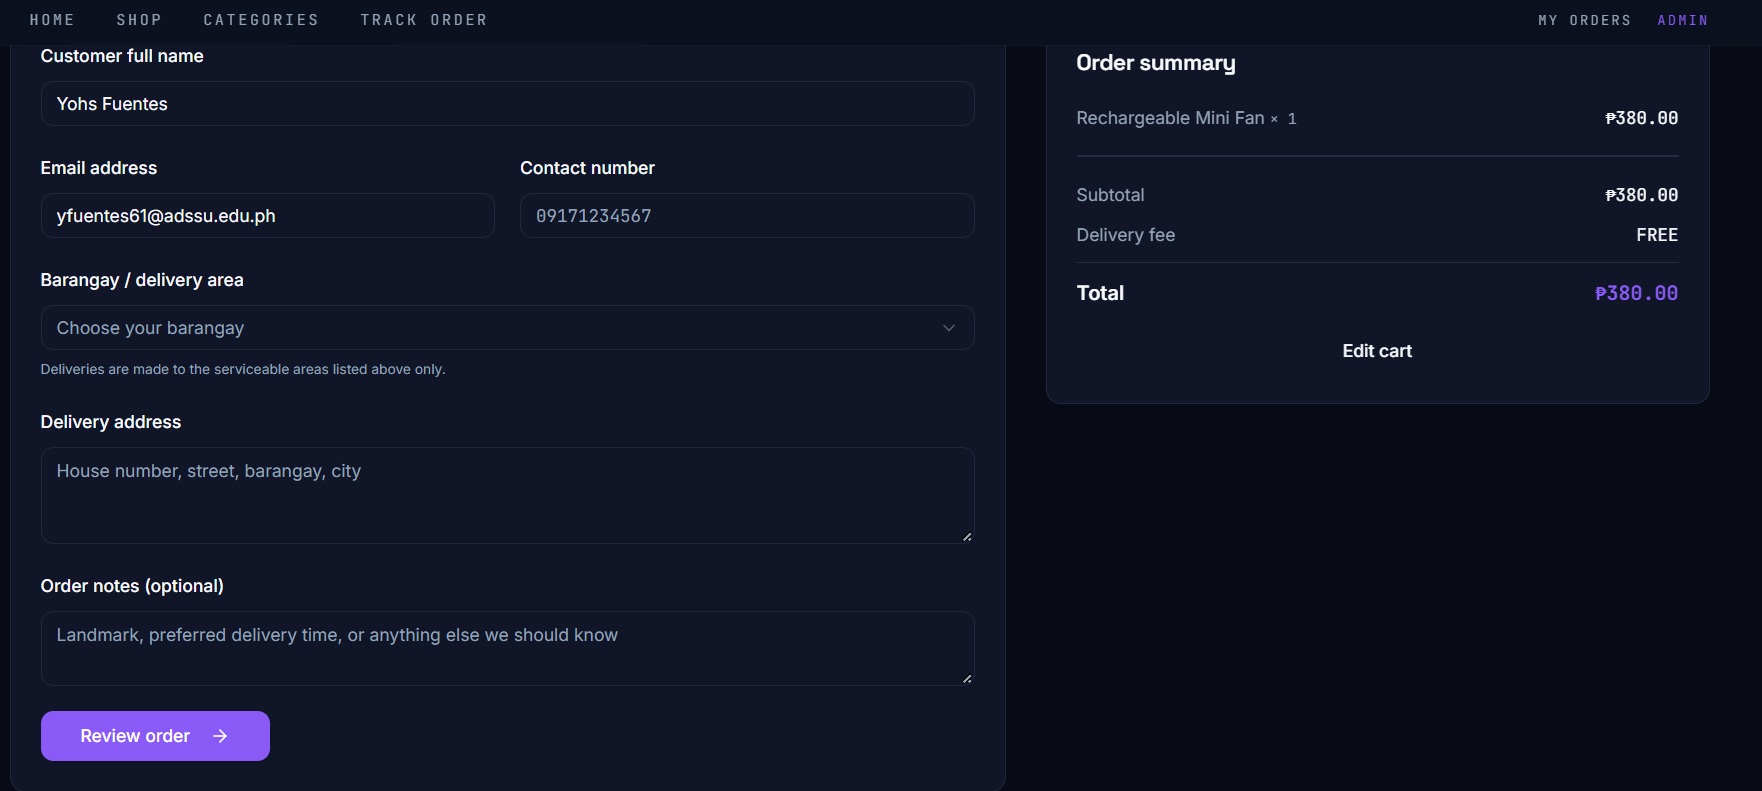 HOME SHOP CATEGORIES TRACK ORDER MY ORDERS ADMIN
Customer full name
Yohs Fuentes
Email address Contact number
yfuentes61@adssu.edu.ph 09171234567
Barangay / delivery area
Choose your barangay
Deliveries are made to the serviceable areas listed above only.
Delivery address
House number, street, barangay, city
Order notes (optional)
Landmark, preferred delivery time, or anything else we should know
Review order →
Order summary
Rechargeable Mini Fan × 1 ₱380.00
Subtotal ₱380.00
Delivery fee FREE
Total ₱380.00
Edit cart